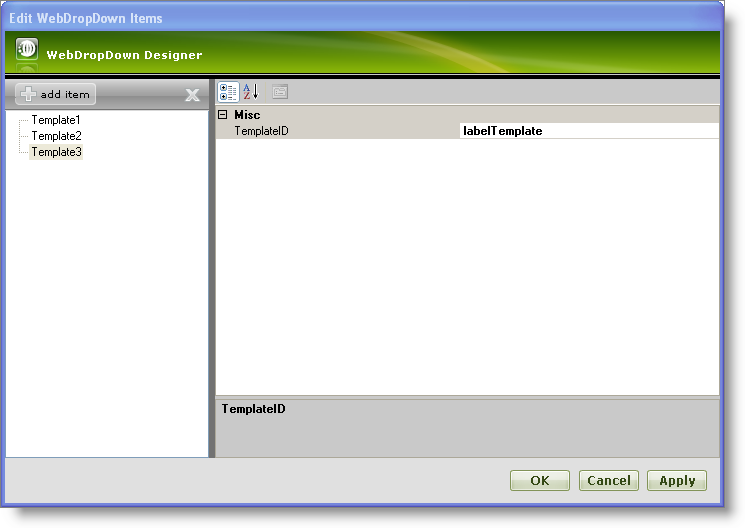 Edit WebDropDown Items
WebDropDown Designer
add item
Template1
Template2
Template3
Misc
TemplateID labelTemplate
TemplateID
OK Cancel Apply